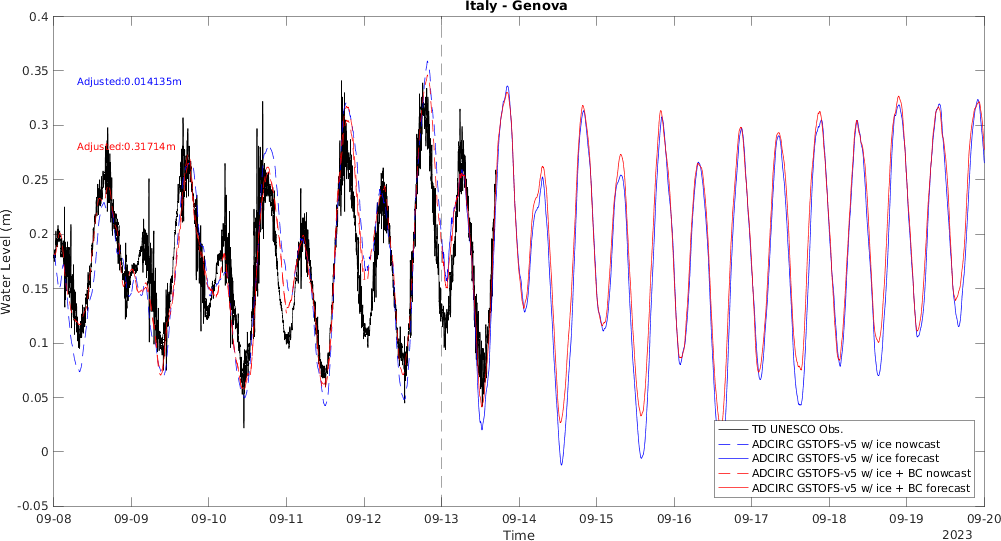 Italy - Genova
0.4
0.35
0.3
0.25
0.2
0.15
0.1
0.05
0
-0.05
Water Level (m)
Adjusted:0.014135m
Adjusted:0.31714m
TD UNESCO Obs.
ADCIRC GSTOFS-v5 w/ ice nowcast
ADCIRC GSTOFS-v5 w/ ice forecast
ADCIRC GSTOFS-v5 w/ ice + BC nowcast
ADCIRC GSTOFS-v5 w/ ice + BC forecast
09-08 09-09 09-10 09-11 09-12 09-13 09-14 09-15 09-16 09-17 09-18 09-19 09-20
Time
2023